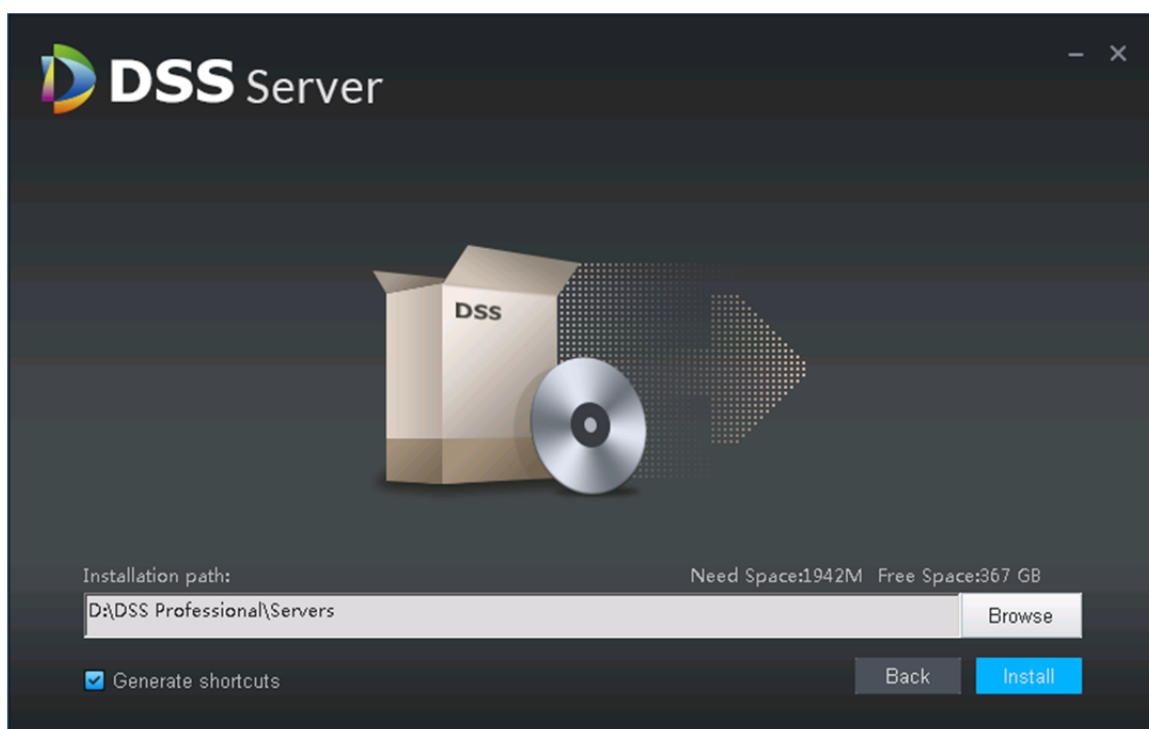 DSS Server
DSS
Installation path:
Need Space:1942M Free Space:367 GB
D:\DSS Professional\Servers
Browse
Generate shortcuts
Back
Install